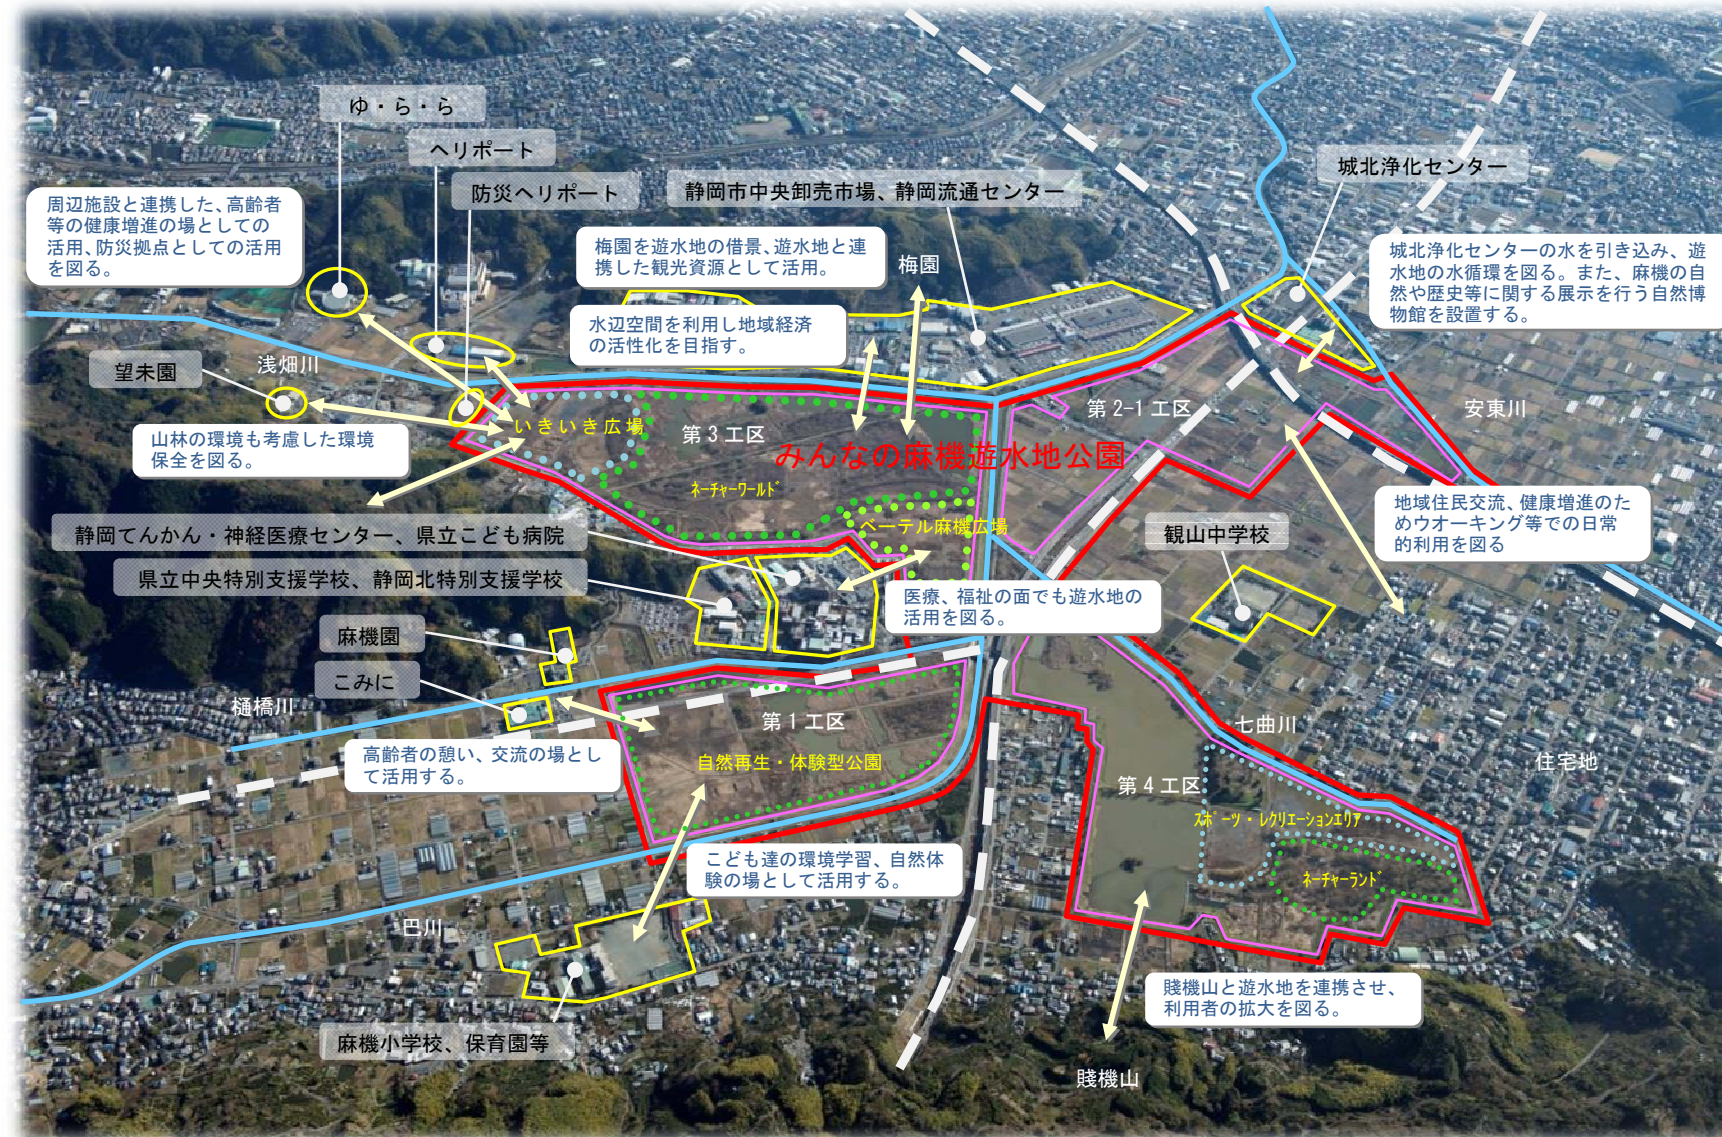 ゆ・ら・ら
ヘリポート
防災ヘリポート
静岡市中央卸売市場、静岡流通センター
城北浄化センター
周辺施設と連携した、高齢者
等の健康増進の場としての
活用、防災拠点としての活用
を図る。
梅園を遊水地の借景、遊水地と連
携した観光資源として活用。
梅園
城北浄化センターの水を引き込み、遊
水地の水循環を図る。また、麻機の自
然や歴史等に関する展示を行う自然博
物館を設置する。
水辺空間を利用し地域経済
の活性化を目指す。
浅畑川
望未園
安東川
第2-1工区
いきいき広場
第3工区
山林の環境も考慮した環境
保全を図る。
みんなの麻機遊水地公園
ネーチャーワールド
ベーテル麻機広場
地域住民交流、健康増進のた
めウオーキング等での日常
的利用を図る
静岡てんかん・神経医療センター、県立こども病院
観山中学校
県立中央特別支援学校、静岡北特別支援学校
医療、福祉の面でも遊水地の
活用を図る。
麻機園
こみに
樋橋川
第1工区
七曲川
高齢者の憩い、交流の場とし
て活用する。
自然再生・体験型公園
住宅地
第4工区
スポーツ・レクリエーションエリア
こども達の環境学習、自然体
験の場として活用する。
ネーチャーランド
巴川
賤機山と遊水地を連携させ、
利用者の拡大を図る。
麻機小学校、保育園等
賤機山